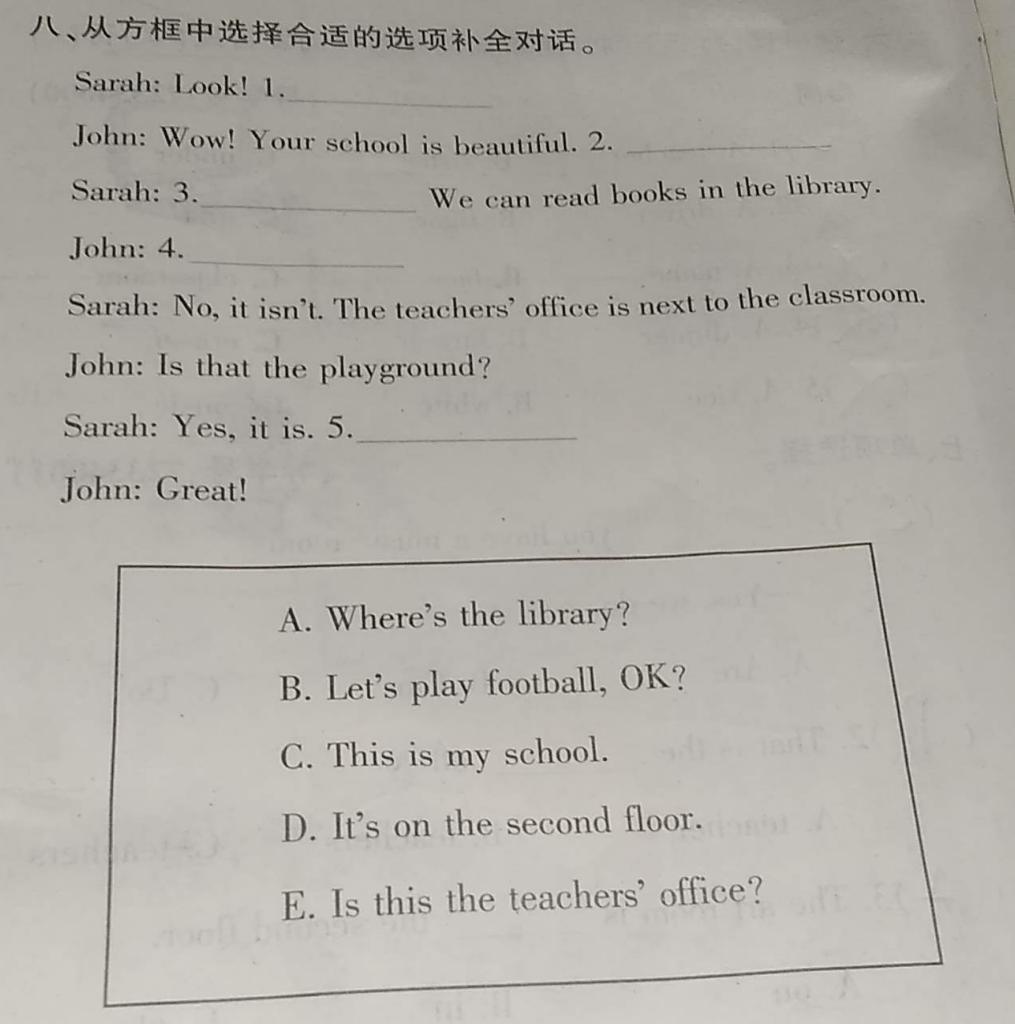 八、从方框中选择合适的选项补全对话。
Sarah: Look! 1.
John: Wow! Your school is beautiful. 2.
Sarah: 3. We can read books in the library.
John: 4.
Sarah: No, it isn't. The teachers' office is next to the classroom.
John: Is that the playground?
Sarah: Yes, it is. 5.
John: Great!
A. Where's the library?
B. Let's play football, OK?
C. This is my school.
D. It's on the second floor.
E. Is this the teachers' office?